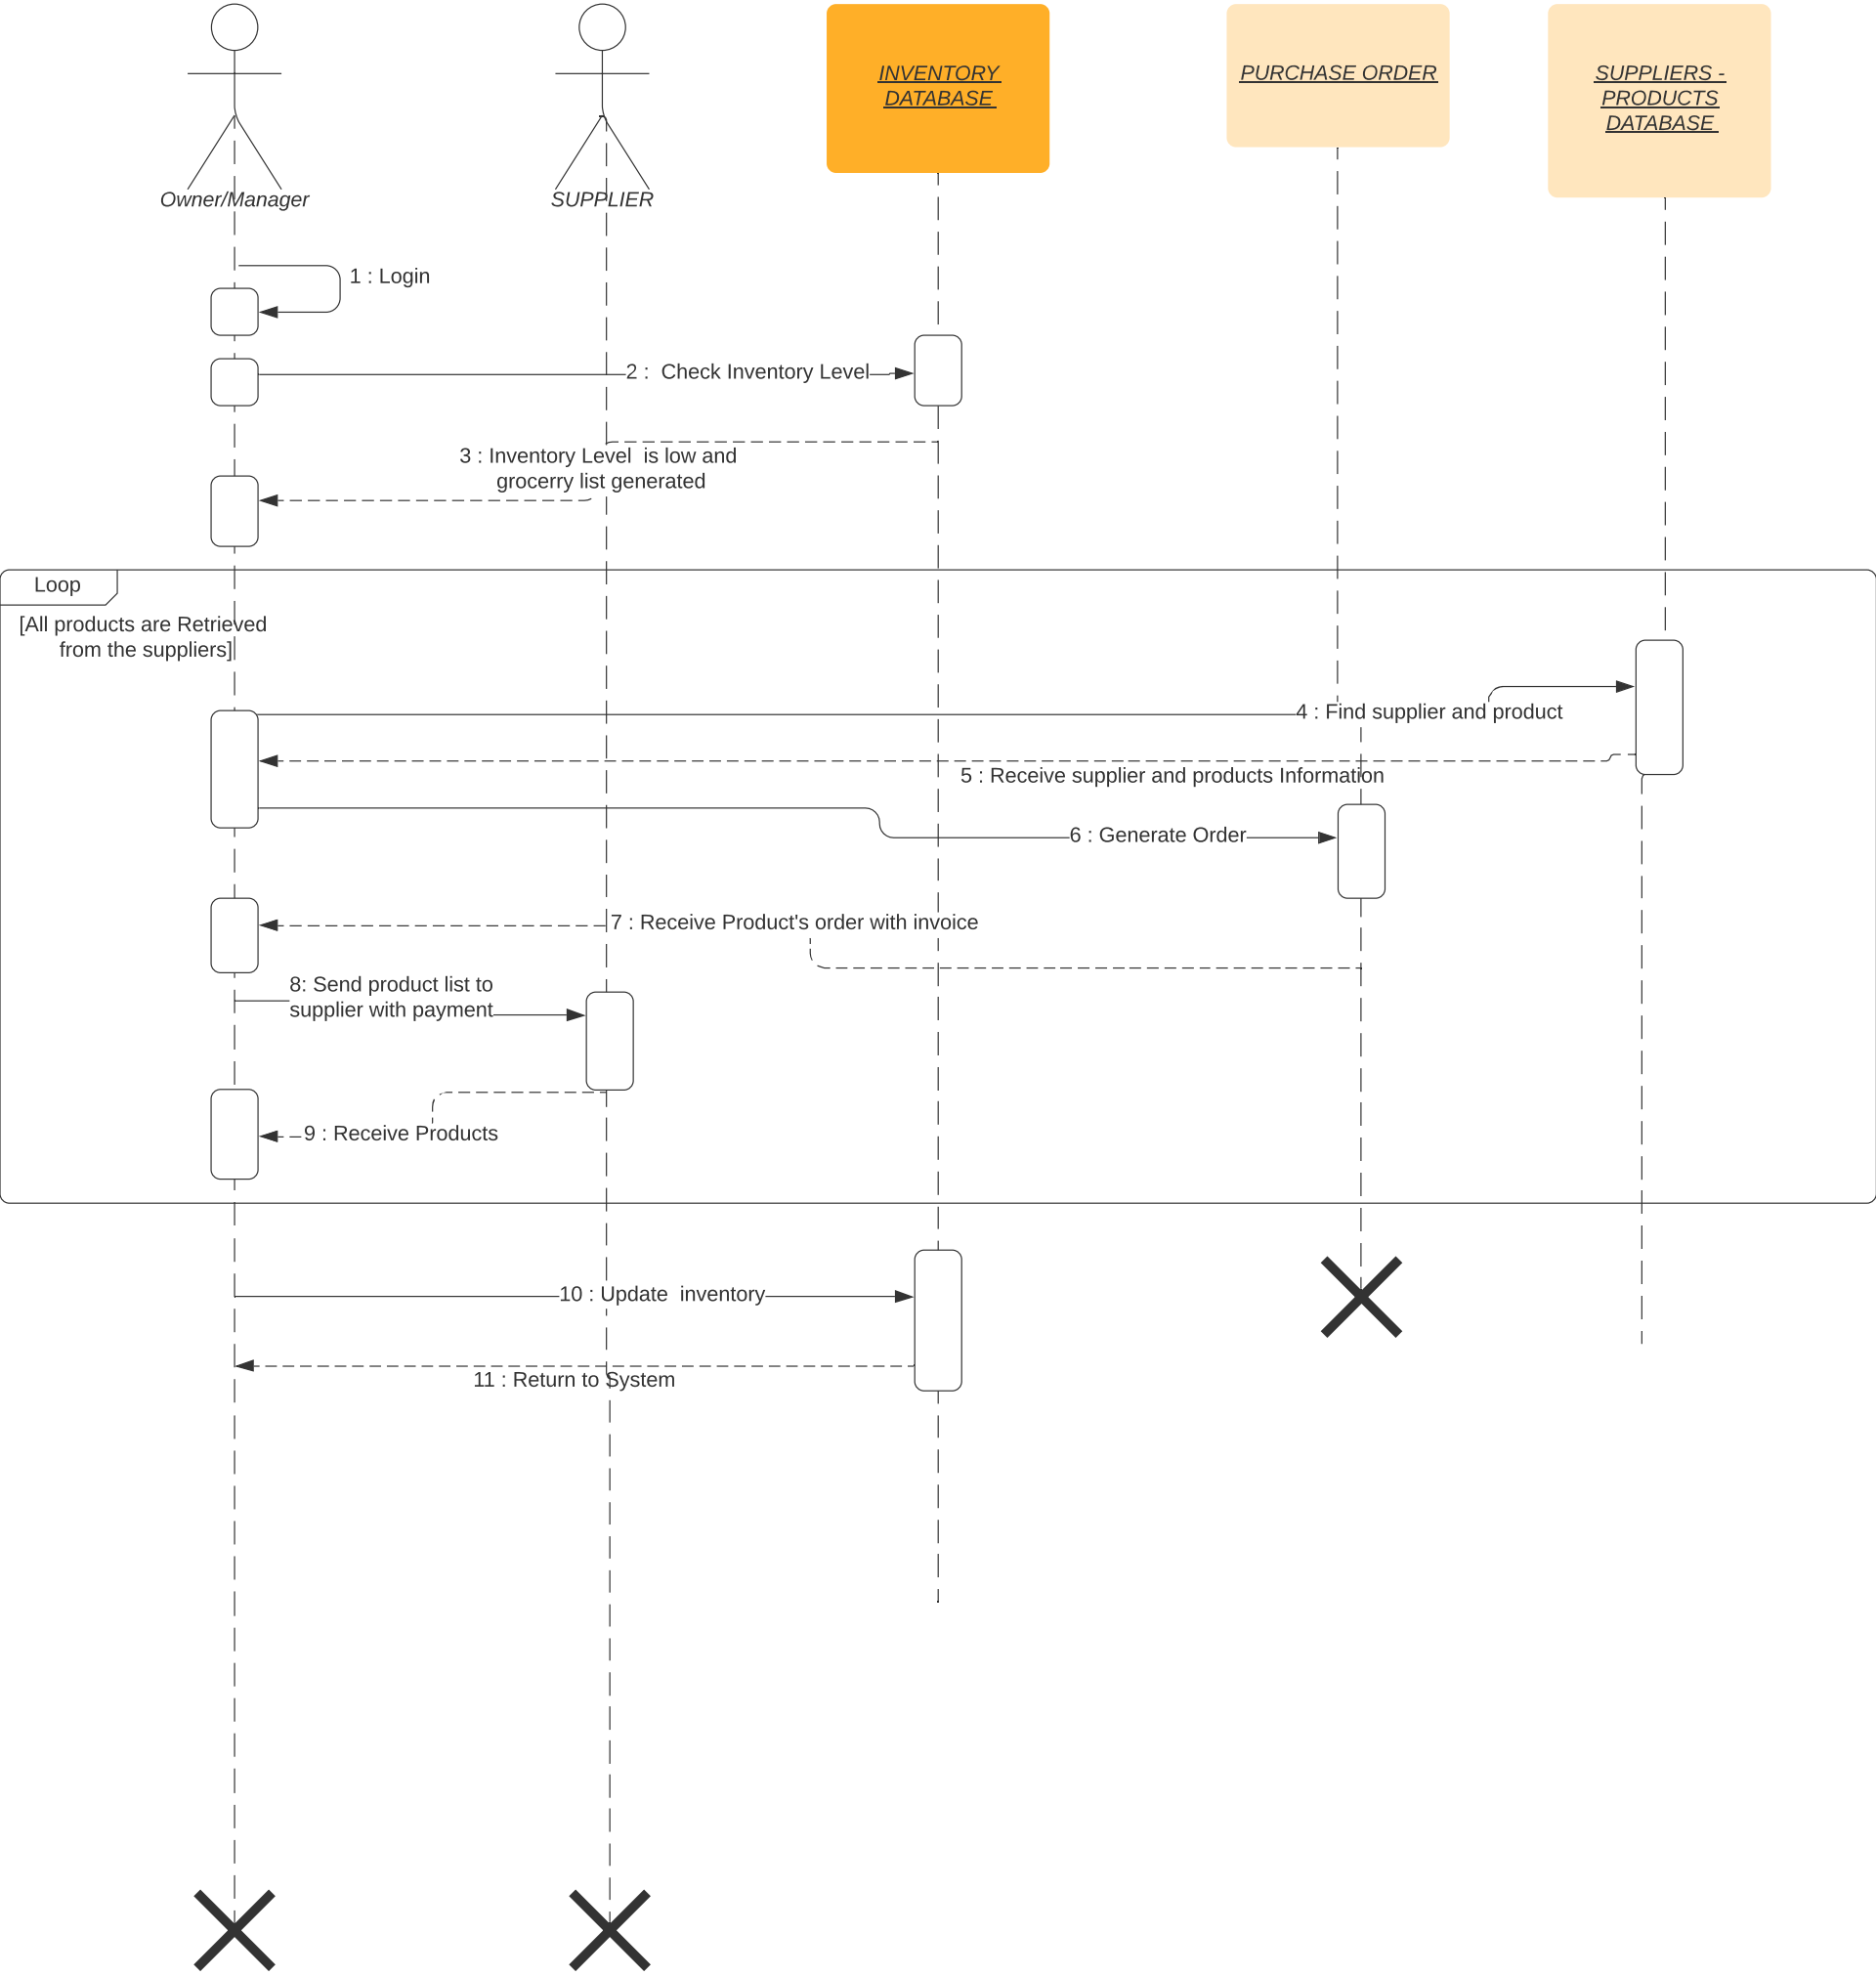 INVENTORY
DATABASE
PURCHASE ORDER
SUPPLIERS -
PRODUCTS
DATABASE
Owner/Manager
SUPPLIER
1 : Login
2 :  Check Inventory Level
3 : Inventory Level  is low and
grocerry list generated
Loop
[All products are Retrieved
from the suppliers]
4 : Find supplier and product
5 : Receive supplier and products Information
6 : Generate Order
7 : Receive Product's order with invoice
8: Send product list to
supplier with payment
9 : Receive Products
10 : Update  inventory
11 : Return to System